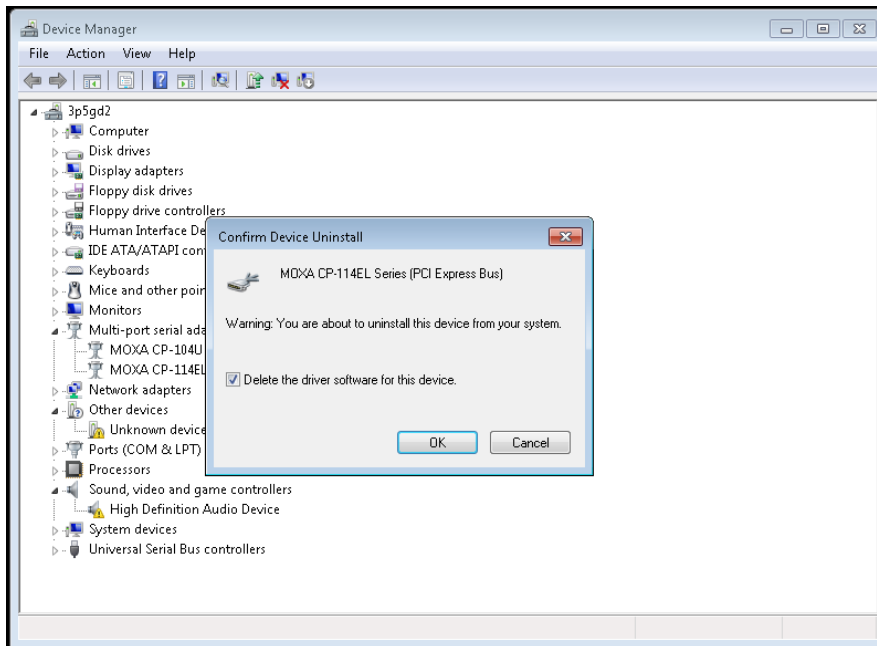 Device Manager
File Action View Help
3p5gd2
Computer
Disk drives
Display adapters
Floppy disk drives
Floppy drive controllers
Human Interface De
IDE ATA/ATAPI con
Keyboards
Mice and other poin
Monitors
Multi-port serial ada
MOXA CP-104U
MOXA CP-114EL
Network adapters
Other devices
Unknown device
Ports (COM & LPT)
Processors
Sound, video and game controllers
High Definition Audio Device
System devices
Universal Serial Bus controllers
Confirm Device Uninstall
MOXA CP-114EL Series (PCI Express Bus)
Warning: You are about to uninstall this device from your system.
Delete the driver software for this device.
OK Cancel